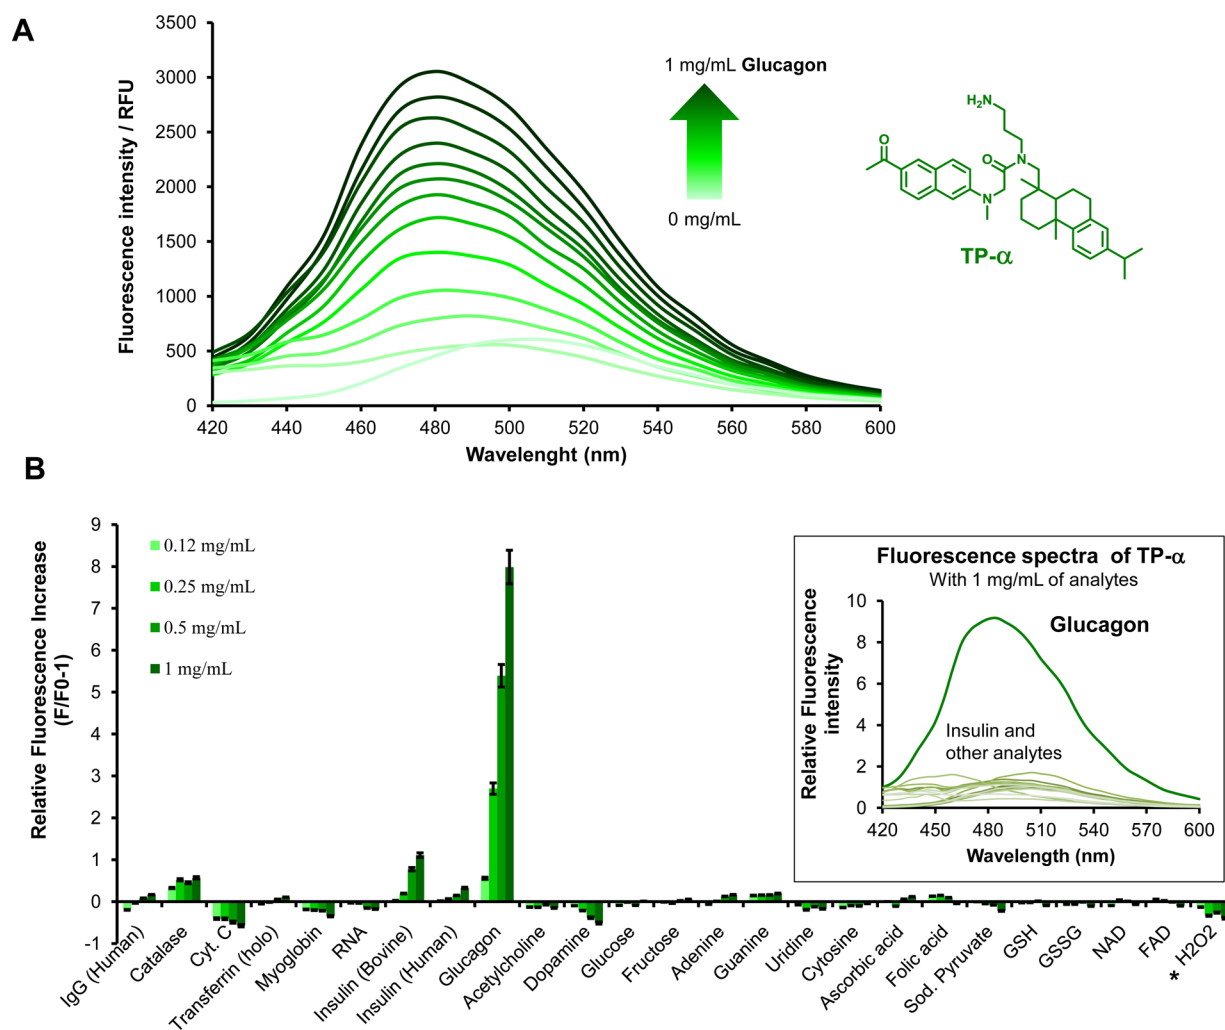 A
3500
3000
2500
2000
1500
1000
500
0
Fluorescence intensity / RFU
420 440 460 480 500 520 540 560 580 600
Wavelenght (nm)
1 mg/mL Glucagon
0 mg/mL
H2N
O
O
N
N
TP-α
B
9
8
7
6
5
4
3
2
1
0
-1
Relative Fluorescence Increase
(F/F0-1)
0.12 mg/mL
0.25 mg/mL
0.5 mg/mL
1 mg/mL
Fluorescence spectra of TP-α
With 1 mg/mL of analytes
10
8
6
4
2
0
Relative Fluorescence
intensity
Glucagon
Insulin and
other analytes
420 450 480 510 540 570 600
Wavelength (nm)
IgG (Human)
Catalase
Cyt. C
Transferrin (holo)
Myoglobin
RNA
Insulin (Bovine)
Insulin (Human)
Glucagon
Acetylcholine
Dopamine
Glucose
Fructose
Adenine
Guanine
Uridine
Cytosine
Ascorbic acid
Folic acid
Sod. Pyruvate
GSH
GSSG
NAD
FAD
* H2O2